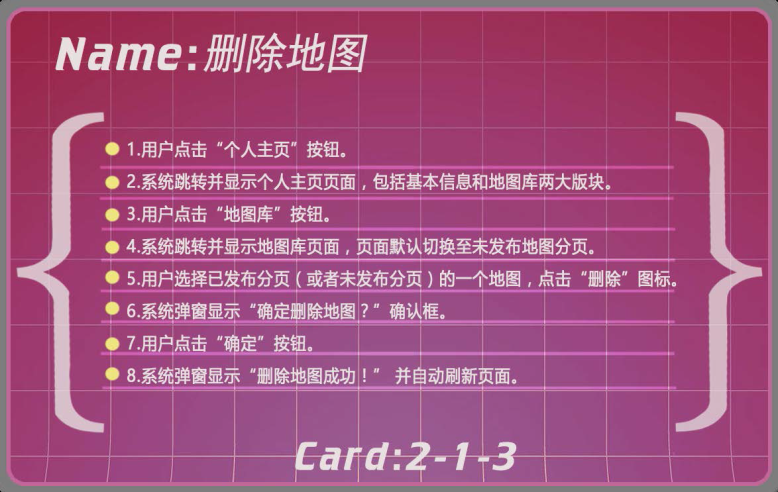 Name:删除地图
1.用户点击“个人主页”按钮。
2.系统跳转并显示个人主页页面，包括基本信息和地图库两大版块。
3.用户点击“地图库”按钮。
4.系统跳转并显示地图库页面，页面默认切换至未发布地图分页。
5.用户选择已发布分页（或者未发布分页）的一个地图，点击“删除”图标。
6.系统弹窗显示“确定删除地图？”确认框。
7.用户点击“确定”按钮。
8.系统弹窗显示“删除地图成功！” 并自动刷新页面。
Card:2-1-3